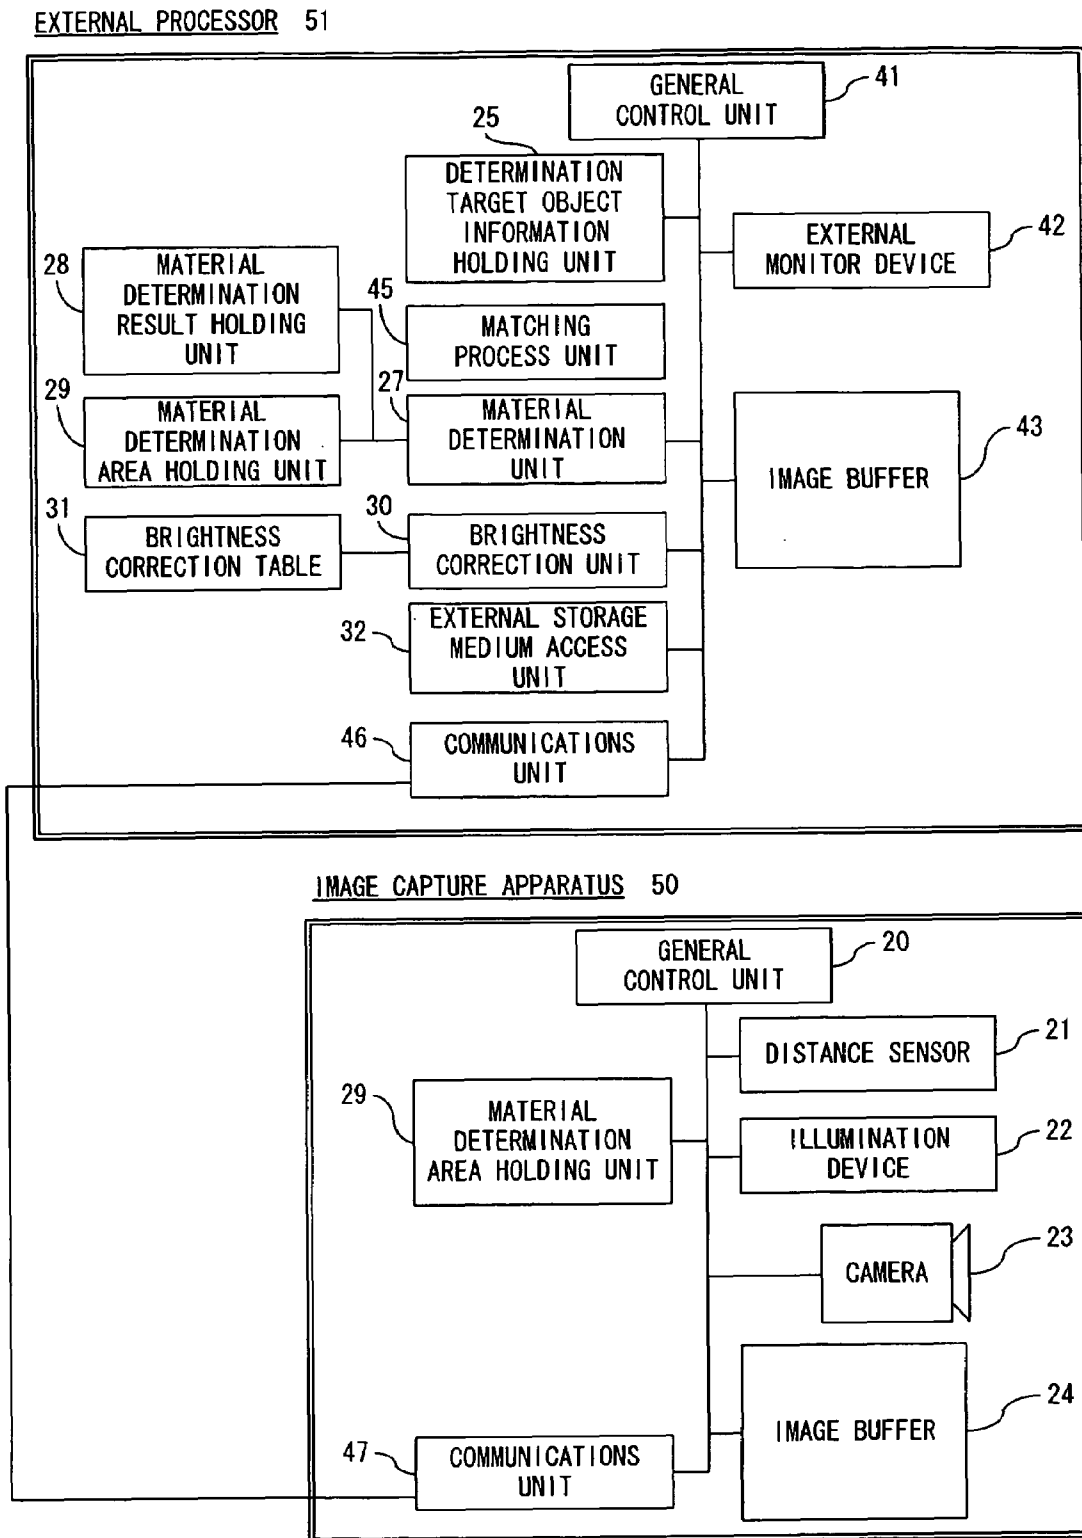 EXTERNAL PROCESSOR 51
GENERAL
CONTROL UNIT
41
25
DETERMINATION
TARGET OBJECT
INFORMATION
HOLDING UNIT
EXTERNAL
MONITOR DEVICE
42
28
MATERIAL
DETERMINATION
RESULT HOLDING
UNIT
45
MATCHING
PROCESS UNIT
29
MATERIAL
DETERMINATION
AREA HOLDING UNIT
27
MATERIAL
DETERMINATION
UNIT
IMAGE BUFFER
43
31
BRIGHTNESS
CORRECTION TABLE
30
BRIGHTNESS
CORRECTION UNIT
32
EXTERNAL STORAGE
MEDIUM ACCESS
UNIT
46
COMMUNICATIONS
UNIT
IMAGE CAPTURE APPARATUS 50
GENERAL
CONTROL UNIT
20
DISTANCE SENSOR
21
29
MATERIAL
DETERMINATION
AREA HOLDING UNIT
ILLUMINATION
DEVICE
22
CAMERA
23
IMAGE BUFFER
24
47
COMMUNICATIONS
UNIT